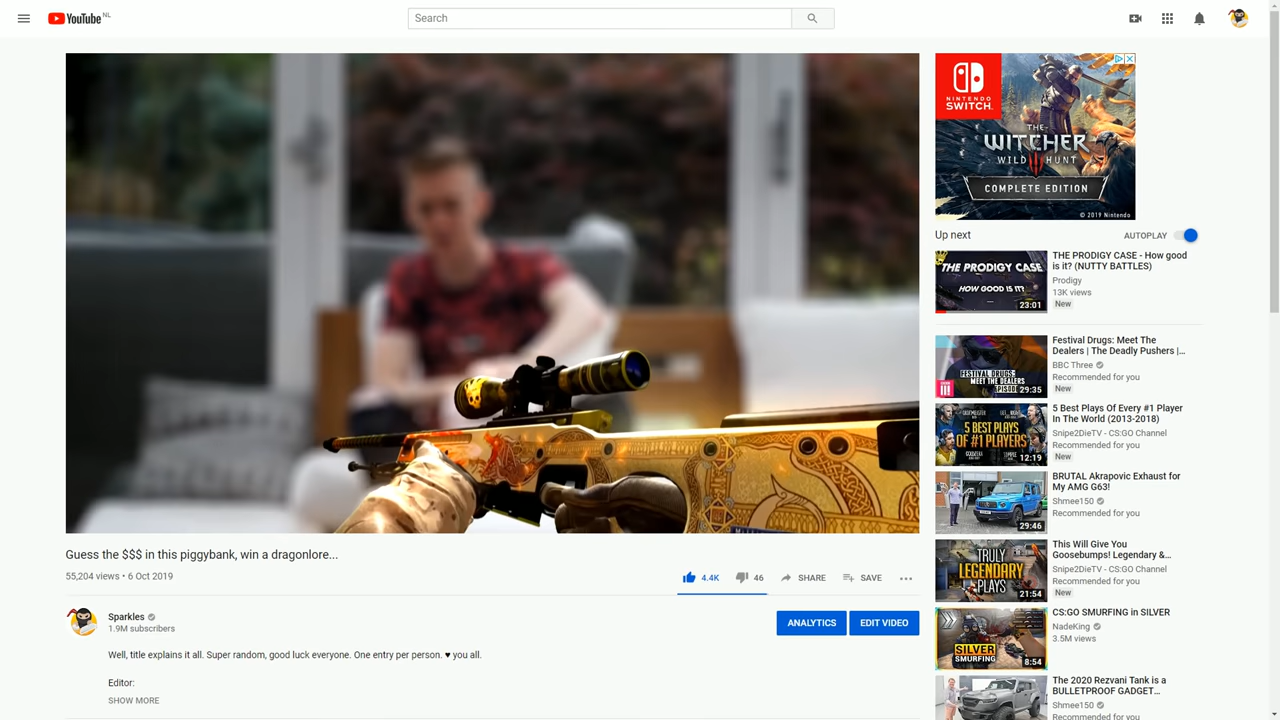 YouTube NL
Search
NINTENDO
SWITCH
THE
WITCHER
WILD HUNT
COMPLETE EDITION
© 2019 Nintendo
Up next
AUTOPLAY
THE PRODIGY CASE
HOW GOOD IS IT?
23:01
THE PRODIGY CASE - How good
is it? (NUTTY BATTLES)
Prodigy
13K views
New
FESTIVAL DRUGS:
MEET THE DEALERS
29:35
Festival Drugs: Meet The
Dealers | The Deadly Pushers |...
BBC Three
Recommended for you
New
5 BEST PLAYS
OF #1 PLAYERS
12:19
5 Best Plays Of Every #1 Player
In The World (2013-2018)
Snipe2DieTV - CS:GO Channel
Recommended for you
New
29:46
BRUTAL Akrapovic Exhaust for
My AMG G63!
Shmee150
Recommended for you
TRULY
LEGENDARY
PLAYS
21:54
This Will Give You
Goosebumps! Legendary &...
Snipe2DieTV - CS:GO Channel
Recommended for you
New
SILVER
SMURFING
8:54
CS:GO SMURFING in SILVER
NadeKing
3.5M views
The 2020 Rezvani Tank is a
BULLETPROOF GADGET...
Shmee150
Recommended for you
Guess the $$$ in this piggybank, win a dragonlore...
55,204 views • 6 Oct 2019
4.4K
46
SHARE
SAVE
Sparkles
1.9M subscribers
ANALYTICS
EDIT VIDEO
Well, title explains it all. Super random, good luck everyone. One entry per person. ♥ you all.
Editor:
SHOW MORE